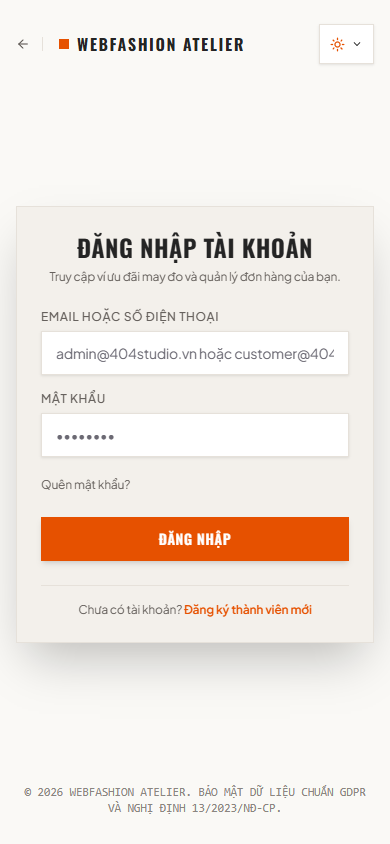 WEBFASHION ATELIER
ĐĂNG NHẬP TÀI KHOẢN
Truy cập ví ưu đãi may đo và quản lý đơn hàng của bạn.
EMAIL HOẶC SỐ ĐIỆN THOẠI
admin@404studio.vn hoặc customer@404
MẬT KHẨU
••••••••
Quên mật khẩu?
ĐĂNG NHẬP
Chưa có tài khoản? Đăng ký thành viên mới
© 2026 WEBFASHION ATELIER. BẢO MẬT DỮ LIỆU CHUẨN GDPR
VÀ NGHỊ ĐỊNH 13/2023/NĐ-CP.